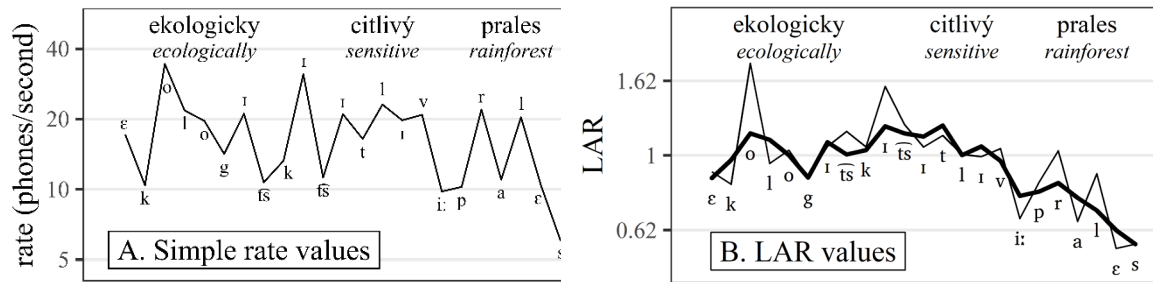 ekologicky citlivý prales
ecologically sensitive rainforest
rate (phones/second)
40
20
10
5
ɛ k o l o g ɪ t͡s k ɪ t͡s ɪ t l ɪ v iː p r a l ɛ s
A. Simple rate values
ekologicky citlivý prales
ecologically sensitive rainforest
LAR
1.62
1
0.62
ɛ k o l o g ɪ t͡s k ɪ t͡s ɪ t l ɪ v iː p r a l ɛ s
B. LAR values